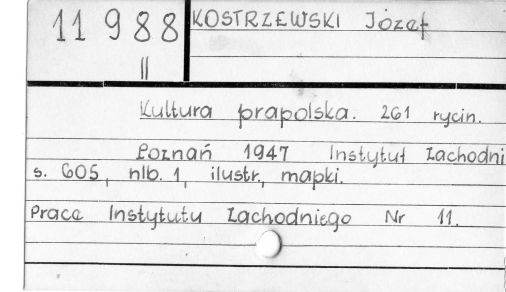 11 988 KOSTRZEWSKI Józef
II
Kultura prapolska. 261 rycin.
Poznań 1947 Instytut Zachodni
s. 605, nlb. 1, ilustr., mapki.
Prace Instytutu Zachodniego Nr 11.